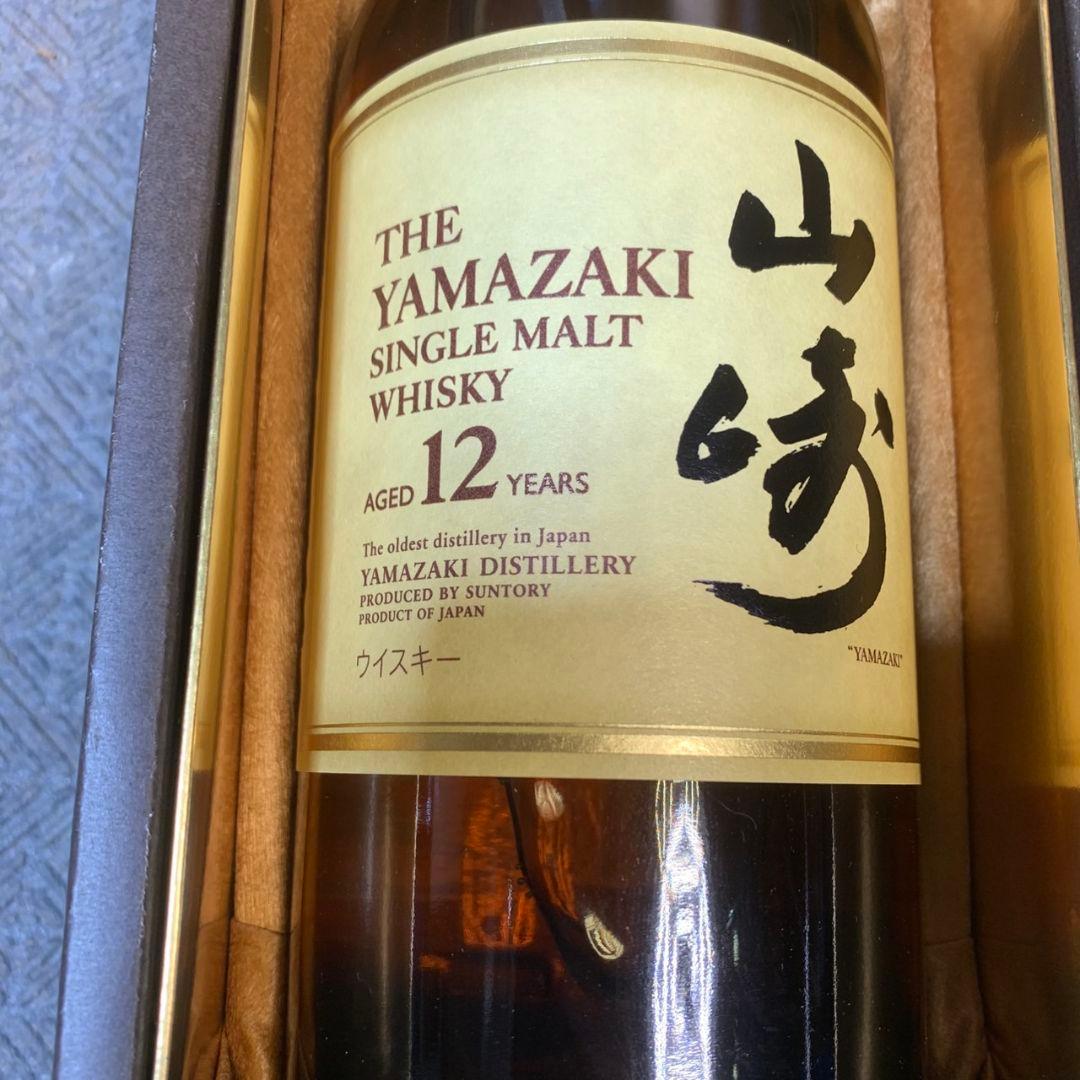 THE
YAMAZAKI
SINGLE MALT
WHISKY
AGED 12 YEARS
The oldest distillery in Japan
YAMAZAKI DISTILLERY
PRODUCED BY SUNTORY
PRODUCT OF JAPAN
ウイスキー
山崎
"YAMAZAKI"